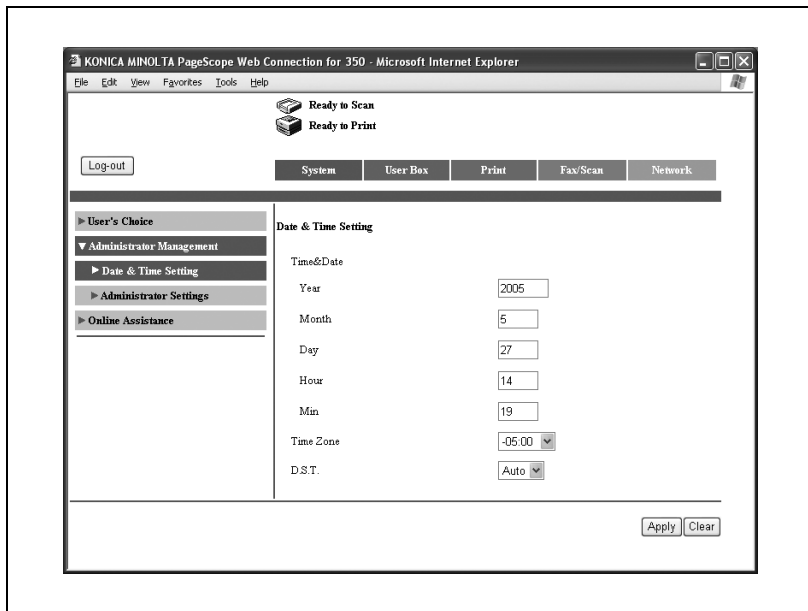 KONICA MINOLTA PageScope Web Connection for 350 - Microsoft Internet Explorer
File Edit View Favorites Tools Help
Ready to Scan
Ready to Print
Log-out
System User Box Print Fax/Scan Network
User's Choice
Administrator Management
Date & Time Setting
Administrator Settings
Online Assistance
Date & Time Setting
Time&Date
Year 2005
Month 5
Day 27
Hour 14
Min 19
Time Zone -05:00
D.S.T. Auto
Apply Clear